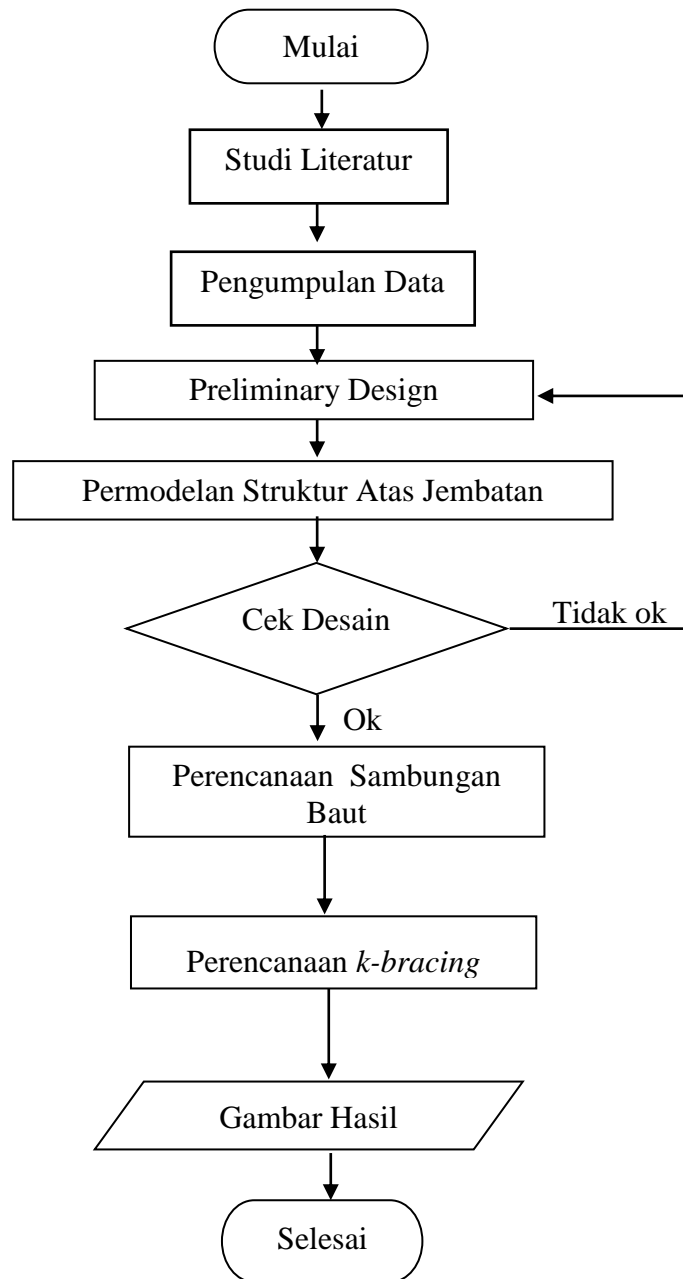 Mulai
Studi Literatur
Pengumpulan Data
Preliminary Design
Permodelan Struktur Atas Jembatan
Cek Desain
Tidak ok
Ok
Perencanaan Sambungan
Baut
Perencanaan k-bracing
Gambar Hasil
Selesai